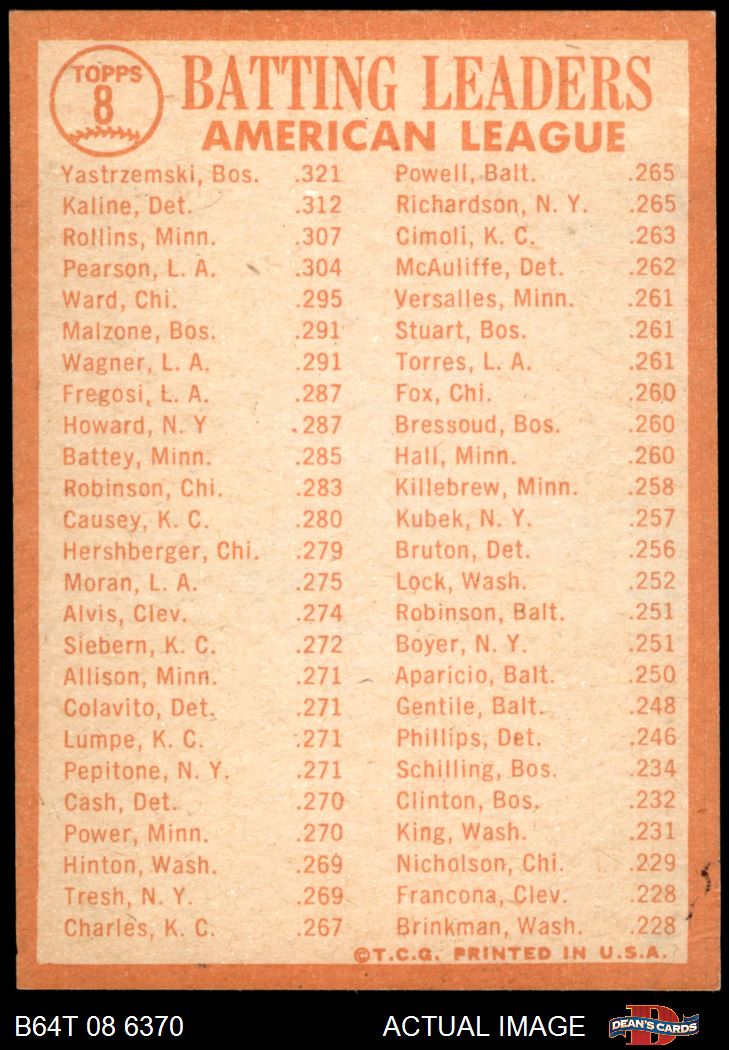 TOPPS
8
BATTING LEADERS
AMERICAN LEAGUE
Yastrzemski, Bos. .321
Kaline, Det. .312
Rollins, Minn. .307
Pearson, L. A. .304
Ward, Chi. .295
Malzone, Bos. .291
Wagner, L. A. .291
Fregosi, L. A. .287
Howard, N. Y .287
Battey, Minn. .285
Robinson, Chi. .283
Causey, K. C. .280
Hershberger, Chi. .279
Moran, L. A. .275
Alvis, Clev. .274
Siebern, K. C. .272
Allison, Minn. .271
Colavito, Det. .271
Lumpe, K. C. .271
Pepitone, N. Y. .271
Cash, Det. .270
Power, Minn. .270
Hinton, Wash. .269
Tresh, N. Y. .269
Charles, K. C. .267
Powell, Balt. .265
Richardson, N. Y. .265
Cimoli, K. C. .263
McAuliffe, Det. .262
Versalles, Minn. .261
Stuart, Bos. .261
Torres, L. A. .261
Fox, Chi. .260
Bressoud, Bos. .260
Hall, Minn. .260
Killebrew, Minn. .258
Kubek, N. Y. .257
Bruton, Det. .256
Lock, Wash. .252
Robinson, Balt. .251
Boyer, N. Y. .251
Aparicio, Balt. .250
Gentile, Balt. .248
Phillips, Det. .246
Schilling, Bos. .234
Clinton, Bos. .232
King, Wash. .231
Nicholson, Chi. .229
Francona, Clev. .228
Brinkman, Wash. .228
©T.C.G. PRINTED IN U.S.A.
B64T 08 6370 ACTUAL IMAGE
D
DEAN'S CARDS